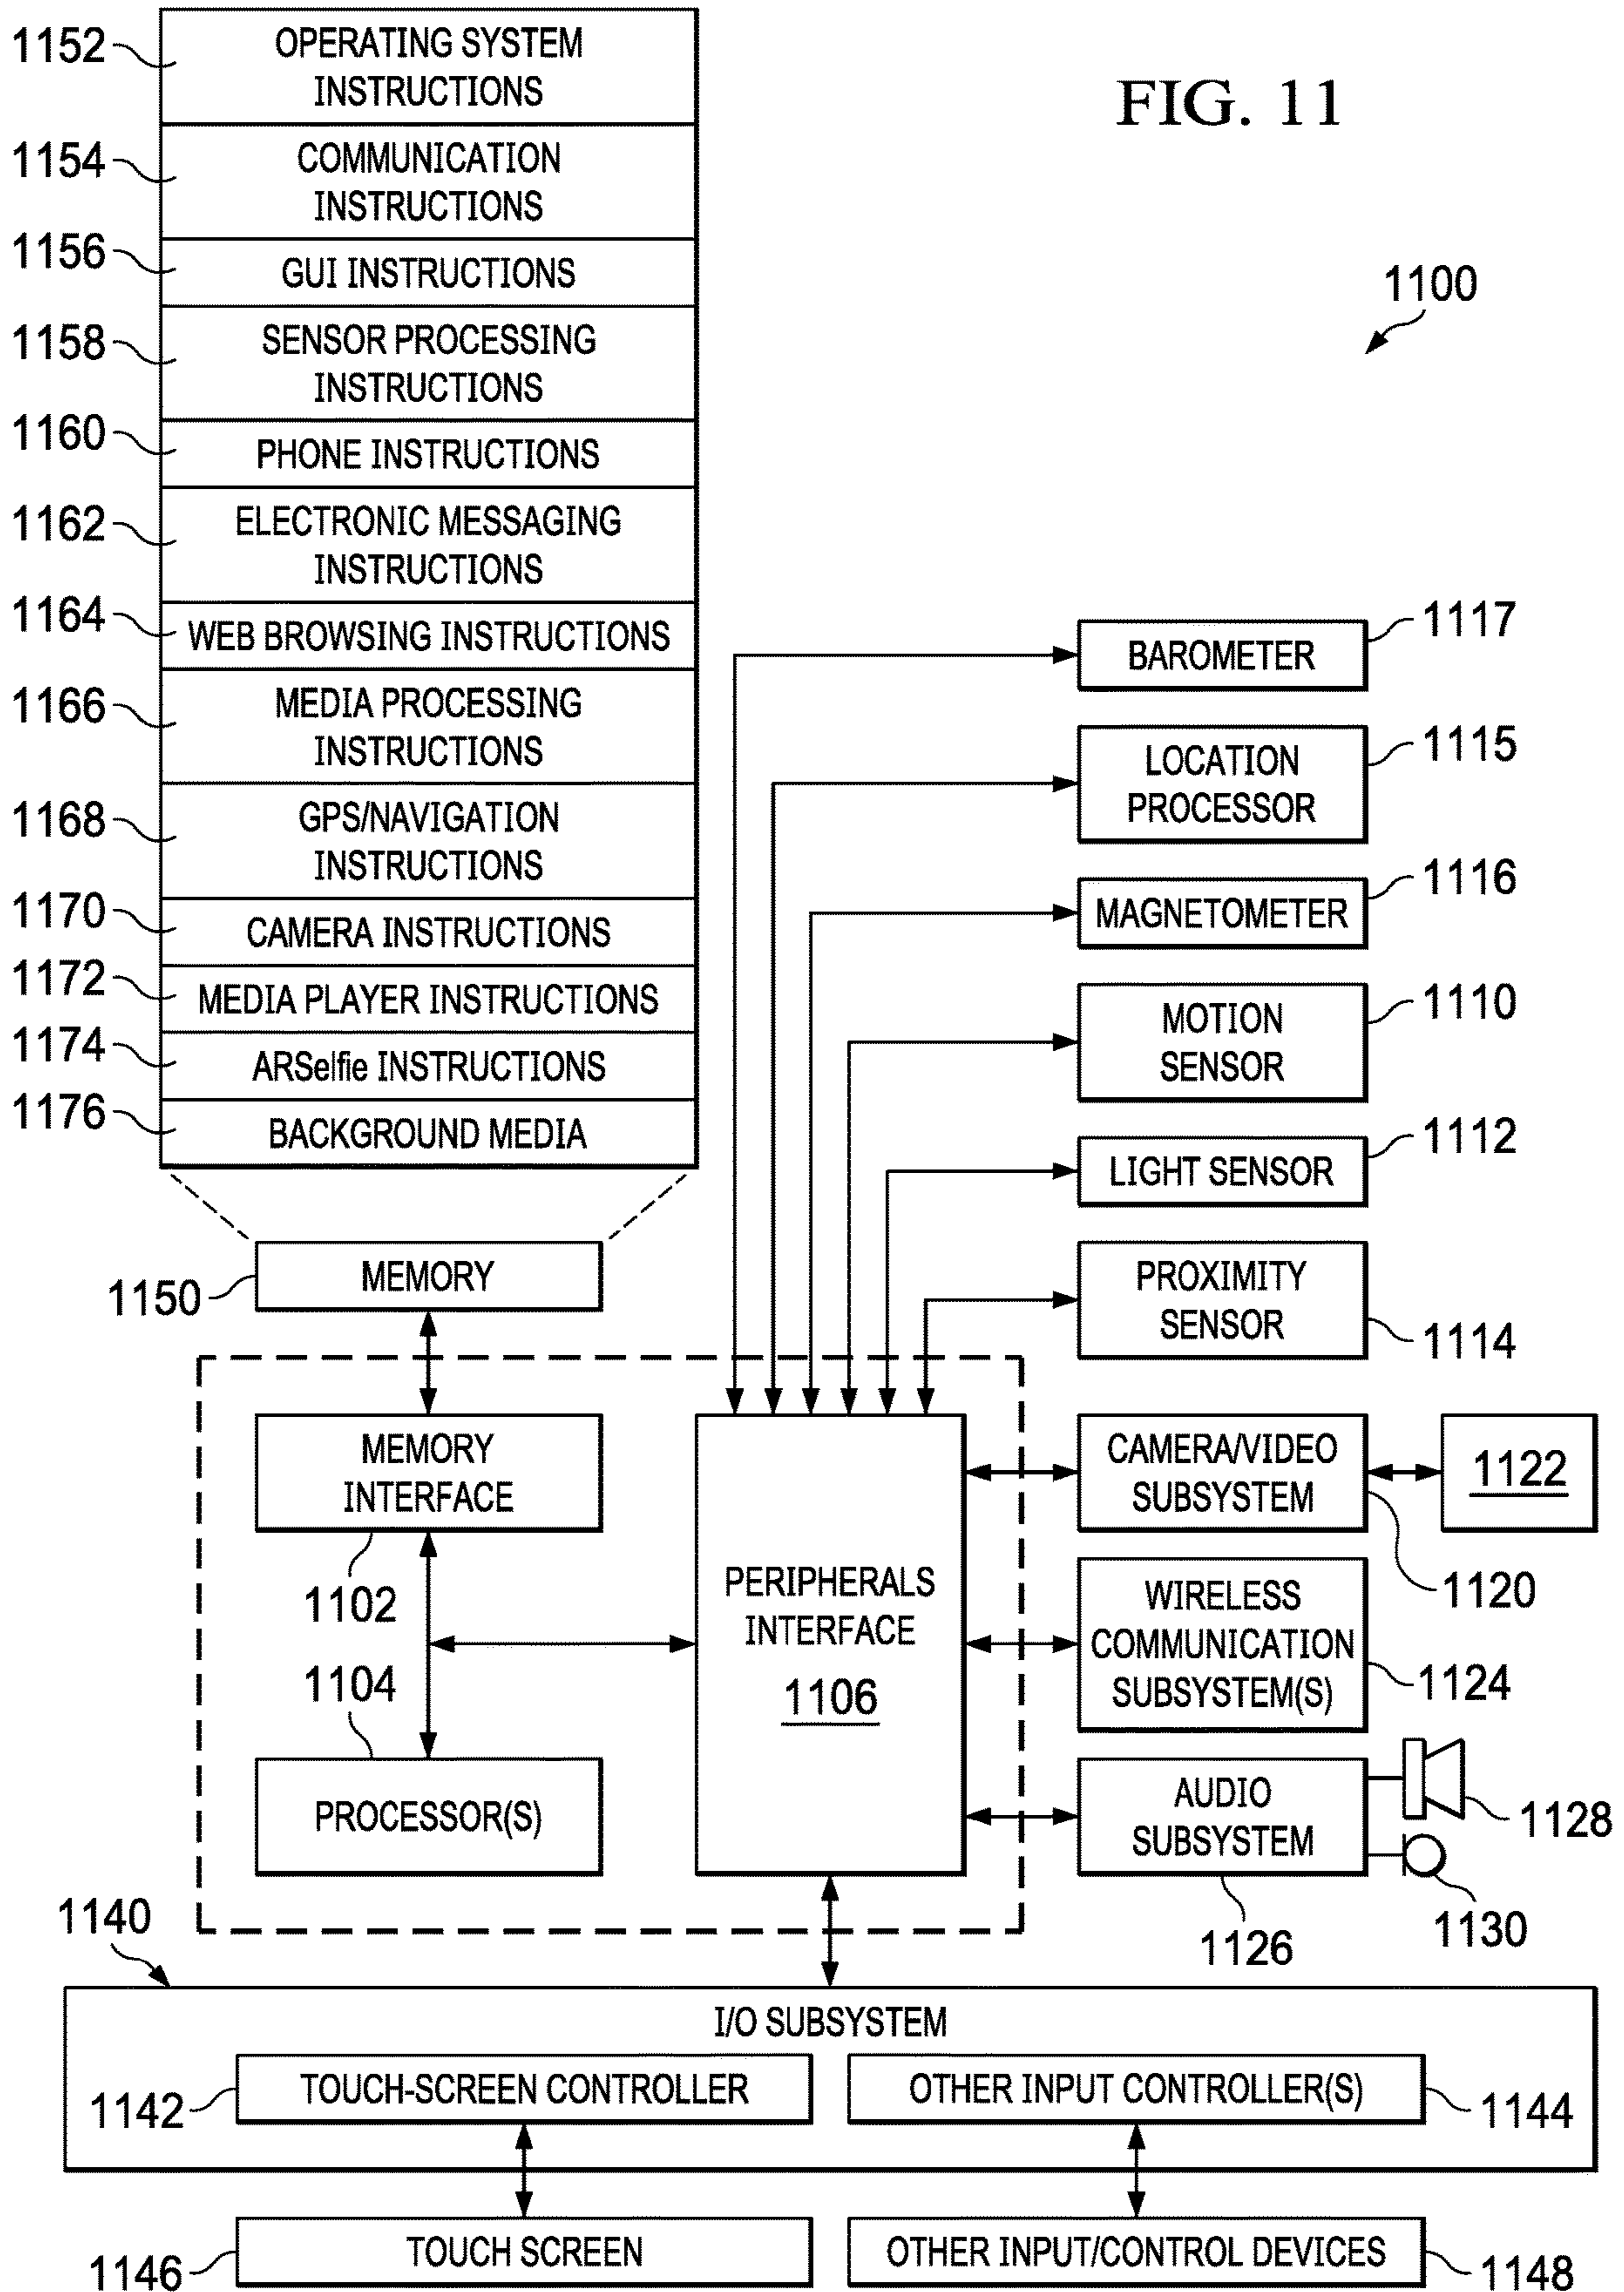 FIG. 11
1100
1152
OPERATING SYSTEM
INSTRUCTIONS
1154
COMMUNICATION
INSTRUCTIONS
1156
GUI INSTRUCTIONS
1158
SENSOR PROCESSING
INSTRUCTIONS
1160
PHONE INSTRUCTIONS
1162
ELECTRONIC MESSAGING
INSTRUCTIONS
1164
WEB BROWSING INSTRUCTIONS
1166
MEDIA PROCESSING
INSTRUCTIONS
1168
GPS/NAVIGATION
INSTRUCTIONS
1170
CAMERA INSTRUCTIONS
1172
MEDIA PLAYER INSTRUCTIONS
1174
ARSelfie INSTRUCTIONS
1176
BACKGROUND MEDIA
1150
MEMORY
BAROMETER
1117
LOCATION
PROCESSOR
1115
MAGNETOMETER
1116
MOTION
SENSOR
1110
LIGHT SENSOR
1112
PROXIMITY
SENSOR
1114
MEMORY
INTERFACE
1102
1104
PROCESSOR(S)
PERIPHERALS
INTERFACE
1106
CAMERA/VIDEO
SUBSYSTEM
1122
1120
WIRELESS
COMMUNICATION
SUBSYSTEM(S)
1124
AUDIO
SUBSYSTEM
1128
1130
1126
1140
I/O SUBSYSTEM
1142
TOUCH-SCREEN CONTROLLER
OTHER INPUT CONTROLLER(S)
1144
1146
TOUCH SCREEN
OTHER INPUT/CONTROL DEVICES
1148